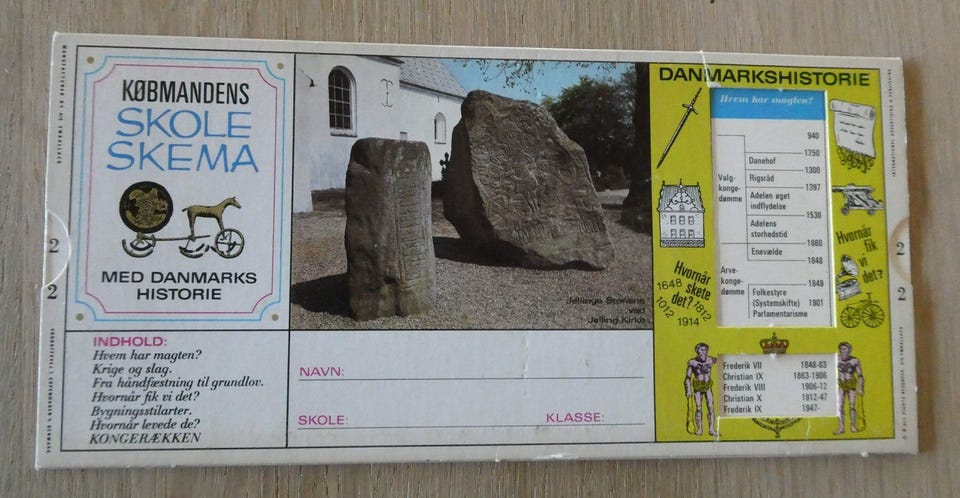 KØBMANDENS
SKOLE
SKEMA
MED DANMARKS
HISTORIE
2
2
INDHOLD:
Hvem har magten?
Krige og slag.
Fra håndfæstning til grundlov.
Hvornår fik vi det?
Bygningsstilarter.
Hvornår levede de?
KONGERÆKKEN
Jellinge Stenene
ved
Jelling Kirke
NAVN:
SKOLE:
KLASSE:
DANMARKSHISTORIE
Hvem har magten?
940
1250
Danehof
1300
Rigsråd
1397
Valg-
konge-
dømme
Adelen øget
indflydelse
1536
Adelens
storhedstid
1660
Enevælde
1848
Arve-
konge-
dømme
1849
Folkestyre
(Systemskifte) 1901
Parlamentarisme
Hvornår
skete
det?
1648
1012
1812
1914
Hvornår
fik
vi
det?
2
2
Frederik VII 1848-63
Christian IX 1863-1906
Frederik VIII 1906-12
Christian X 1912-47
Frederik IX 1947-